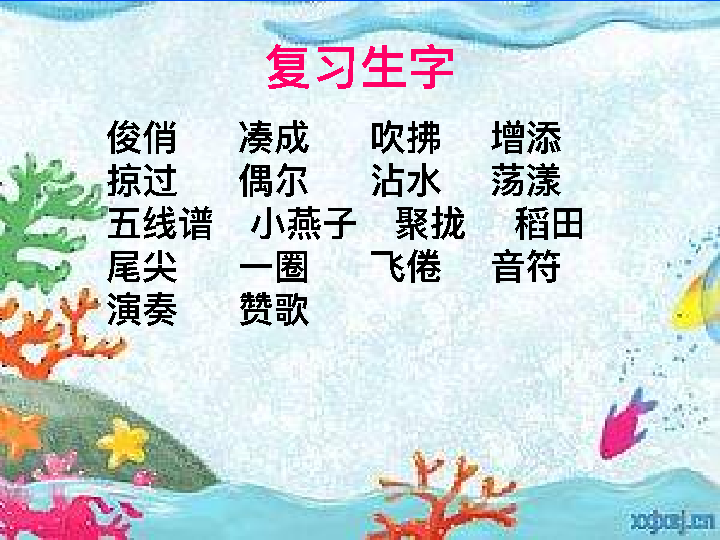 复习生字
俊俏 凑成 吹拂 增添
掠过 偶尔 沾水 荡漾
五线谱 小燕子 聚拢 稻田
尾尖 一圈 飞倦 音符
演奏 赞歌